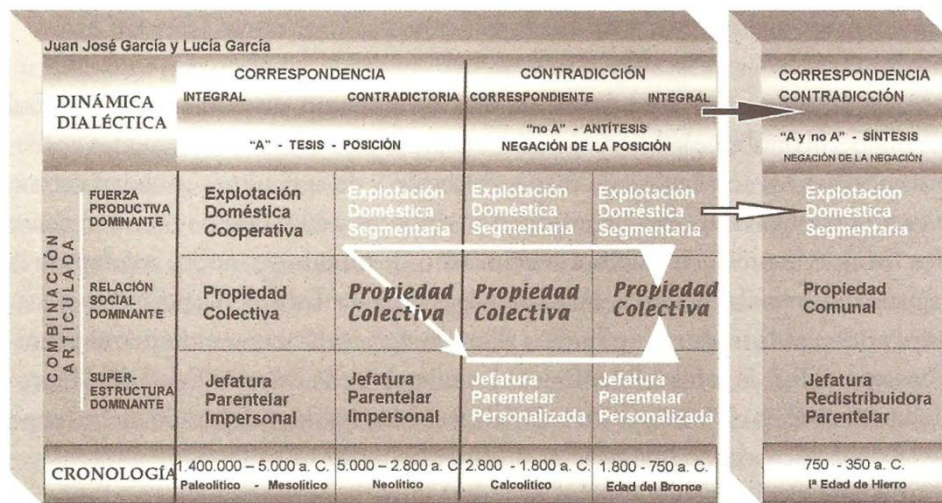 Juan José García y Lucía García
DINÁMICA
DIALÉCTICA
CORRESPONDENCIA
INTEGRAL CONTRADICTORIA
"A" - TESIS - POSICIÓN
CONTRADICCIÓN
CORRESPONDIENTE INTEGRAL
"no A" - ANTÍTESIS
NEGACIÓN DE LA POSICIÓN
CORRESPONDENCIA
CONTRADICCIÓN
"A y no A" - SÍNTESIS
NEGACIÓN DE LA NEGACIÓN
COMBINACIÓN
ARTICULADA
FUERZA
PRODUCTIVA
DOMINANTE
Explotación
Doméstica
Cooperativa
Explotación
Doméstica
Segmentaria
Explotación
Doméstica
Segmentaria
Explotación
Doméstica
Segmentaria
Explotación
Doméstica
Segmentaria
RELACIÓN
SOCIAL
DOMINANTE
Propiedad
Colectiva
Propiedad
Colectiva
Propiedad
Colectiva
Propiedad
Colectiva
Propiedad
Comunal
SUPER-
ESTRUCTURA
DOMINANTE
Jefatura
Parentelar
Impersonal
Jefatura
Parentelar
Impersonal
Jefatura
Parentelar
Personalizada
Jefatura
Parentelar
Personalizada
Jefatura
Redistribuidora
Parentelar
CRONOLOGÍA
1.400.000 – 5.000 a. C.
Paleolítico - Mesolítico
5.000 – 2.800 a. C
Neolítico
2.800 - 1.800 a. C.
Calcolítico
1.800 - 750 a. C.
Edad del Bronce
750 - 350 a. C.
Iª Edad de Hierro